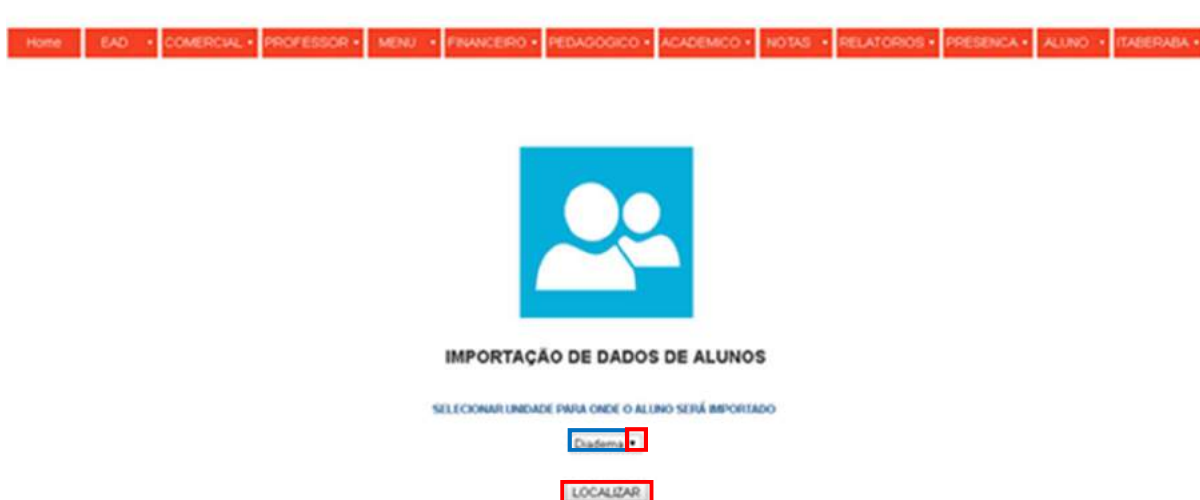 Home EAD COMERCIAL PROFESSOR MENU FINANCEIRO PEDAGOGICO ACADEMICO NOTAS RELATORIOS PRESENCA ALUNO ITABERABA
IMPORTAÇÃO DE DADOS DE ALUNOS
SELECIONAR UNIDADE PARA ONDE O ALUNO SERÁ IMPORTADO
Diadema
LOCALIZAR